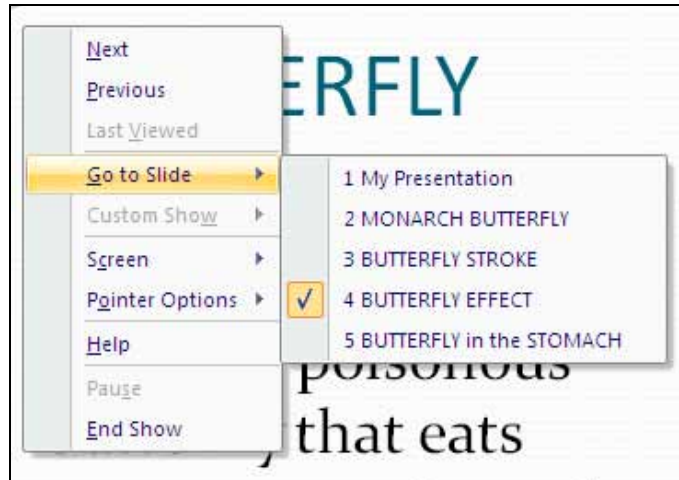 ERFLY
Next
Previous
Last Viewed
Go to Slide
Custom Show
Screen
Pointer Options
Help
Pause
End Show
1 My Presentation
2 MONARCH BUTTERFLY
3 BUTTERFLY STROKE
4 BUTTERFLY EFFECT
5 BUTTERFLY in the STOMACH
poisonous
that eats